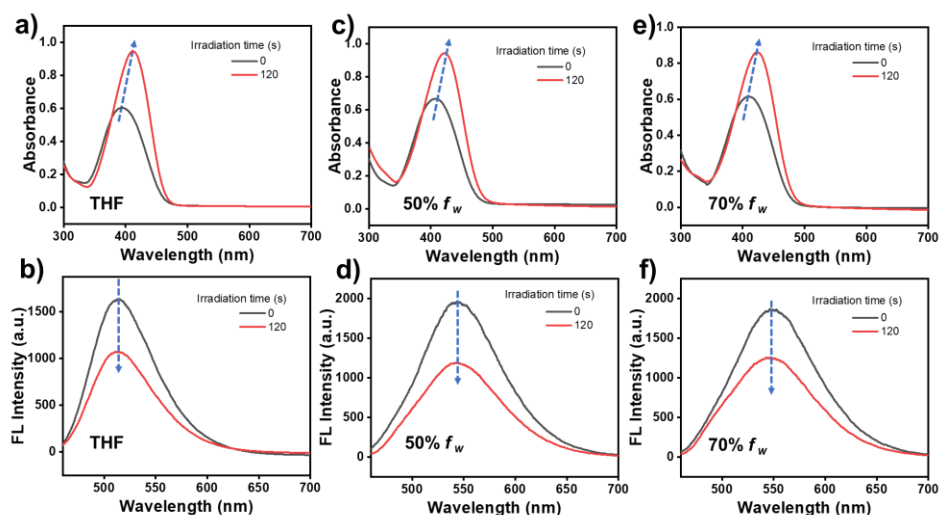 a)
Absorbance
1.0
0.8
0.6
0.4
0.2
0.0
Irradiation time (s)
0
120
THF
300 400 500 600 700
Wavelength (nm)
c)
Absorbance
1.0
0.8
0.6
0.4
0.2
0.0
Irradiation time (s)
0
120
50% f w
300 400 500 600 700
Wavelength (nm)
e)
Absorbance
1.0
0.8
0.6
0.4
0.2
0.0
Irradiation time (s)
0
120
70% f w
300 400 500 600 700
Wavelength (nm)
b)
FL Intensity (a.u.)
1500
1000
500
0
Irradiation time (s)
0
120
THF
500 550 600 650 700
Wavelength (nm)
d)
FL Intensity (a.u.)
2000
1500
1000
500
0
Irradiation time (s)
0
120
50% f w
500 550 600 650 700
Wavelength (nm)
f)
FL Intensity (a.u.)
2000
1500
1000
500
0
Irradiation time (s)
0
120
70% f w
500 550 600 650 700
Wavelength (nm)